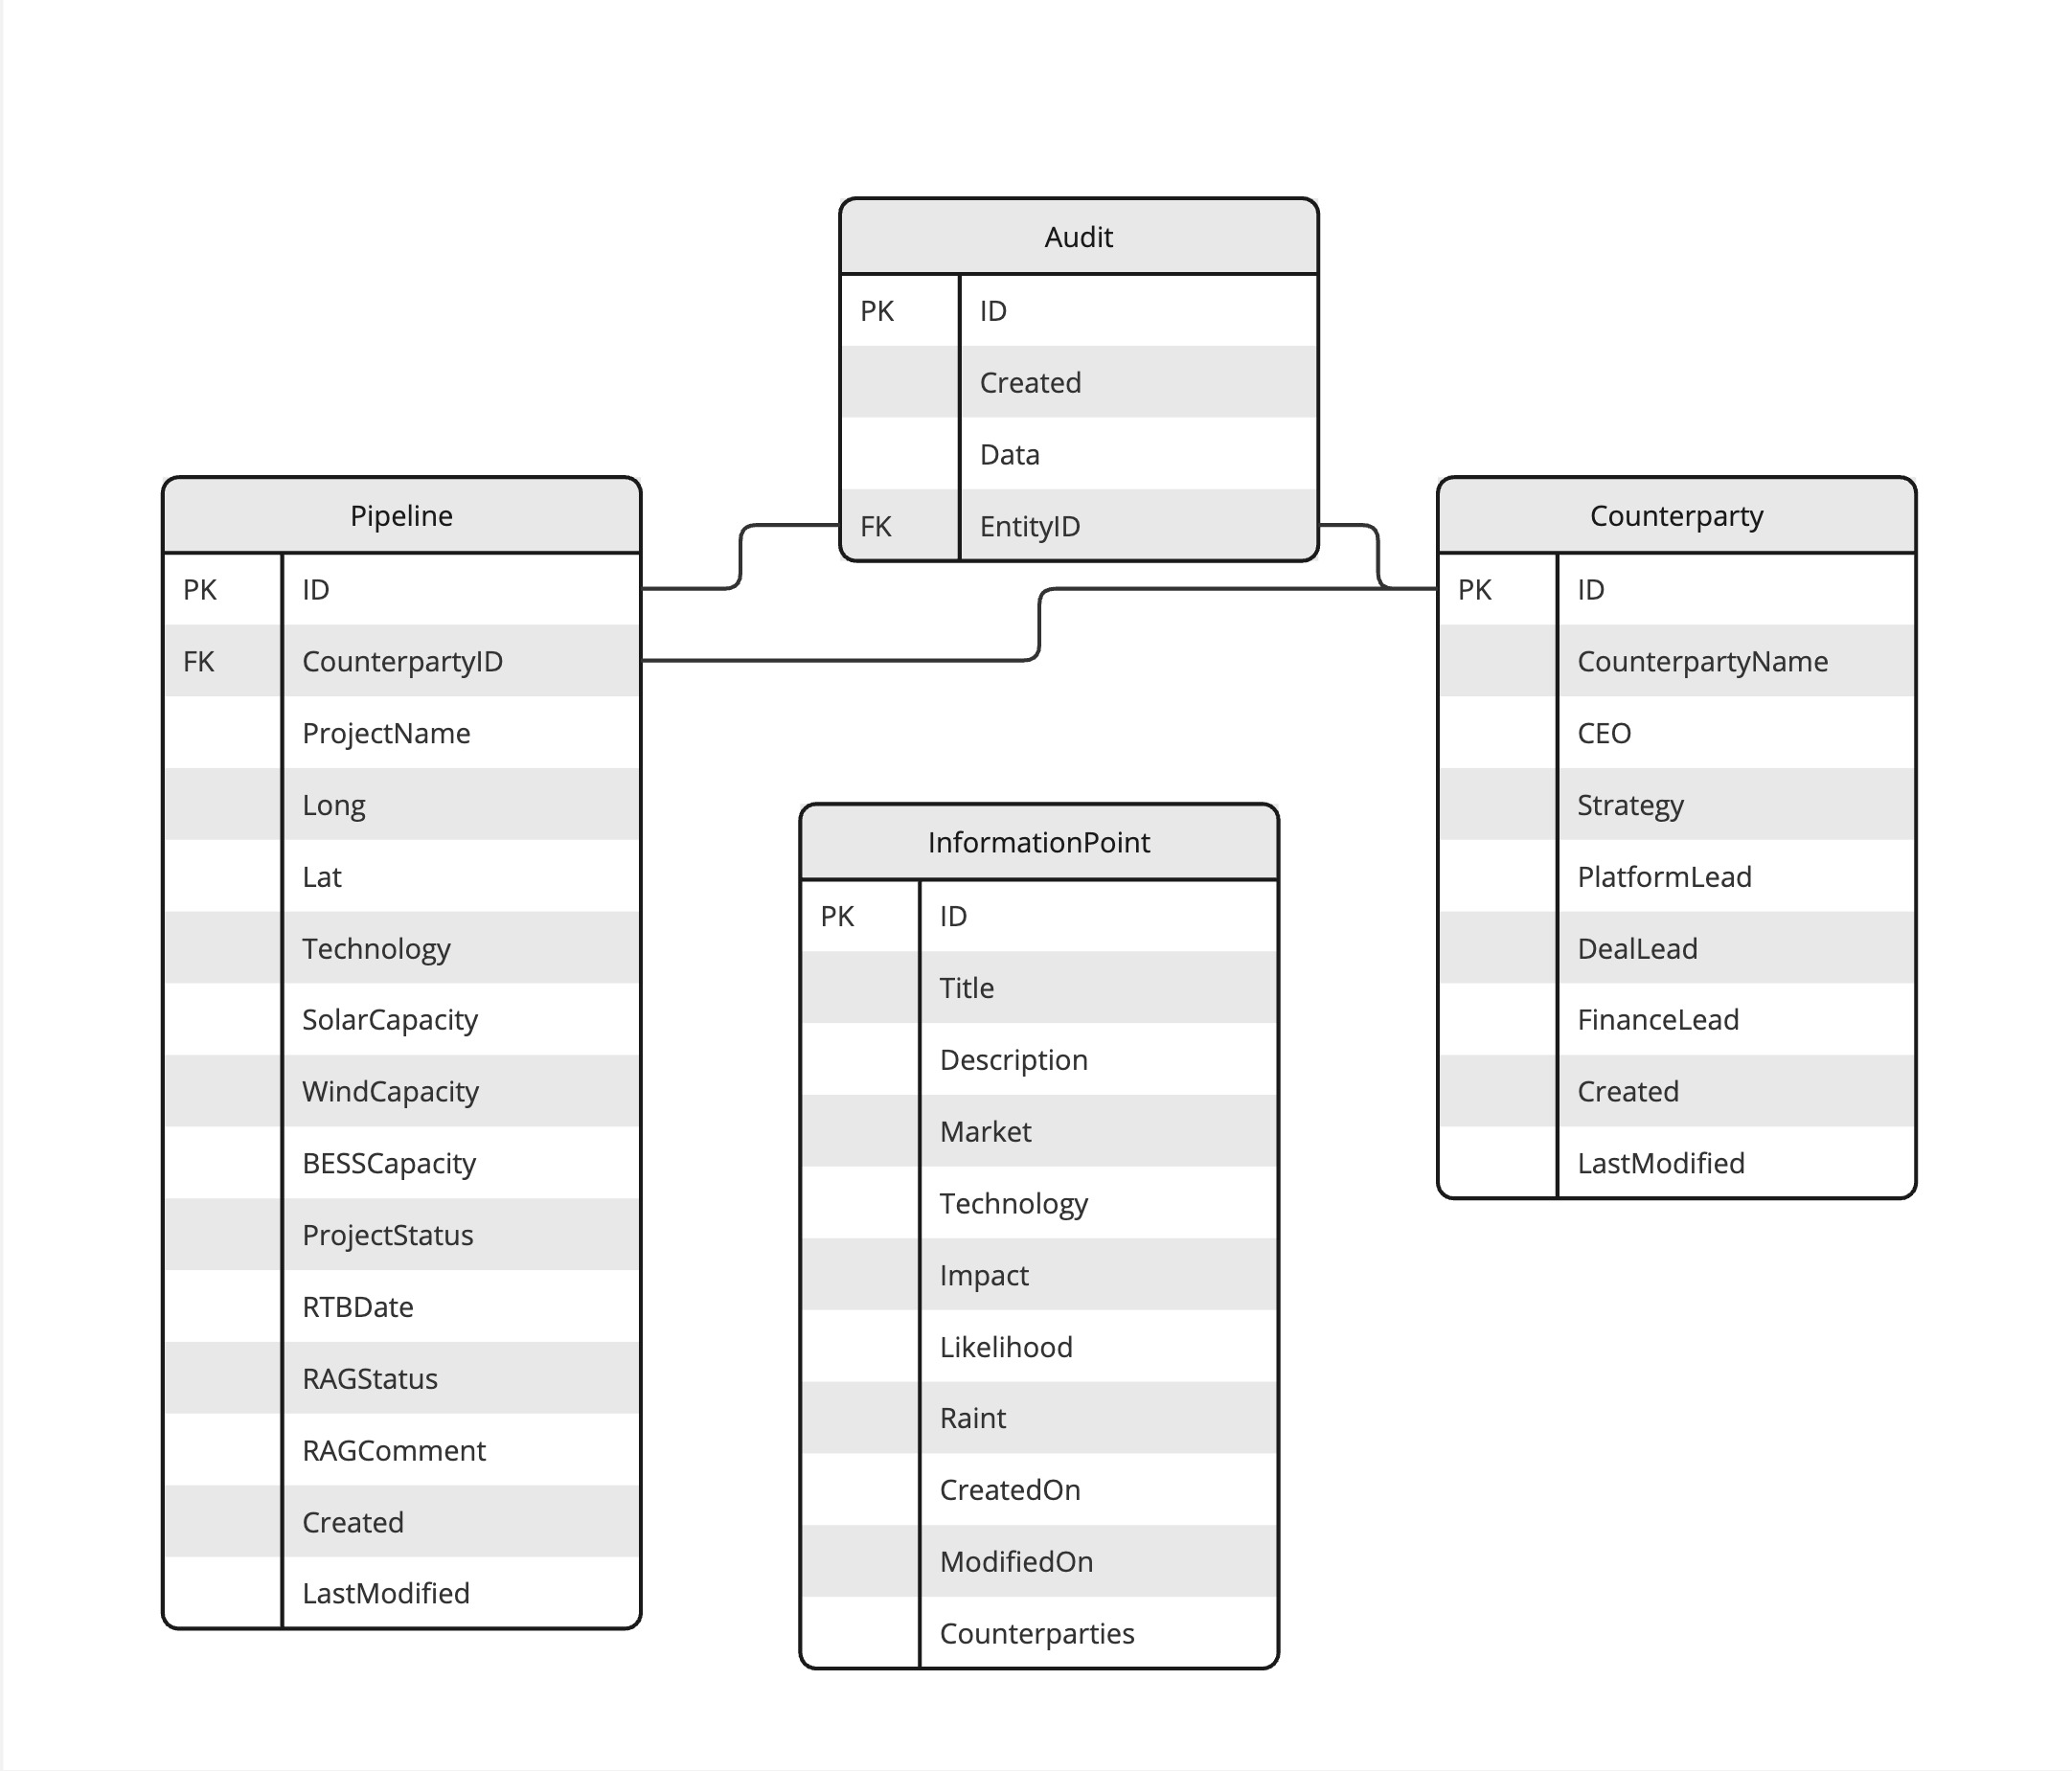 Audit
PK ID
Created
Data
FK EntityID
Pipeline
PK ID
FK CounterpartyID
ProjectName
Long
Lat
Technology
SolarCapacity
WindCapacity
BESSCapacity
ProjectStatus
RTBDate
RAGStatus
RAGComment
Created
LastModified
InformationPoint
PK ID
Title
Description
Market
Technology
Impact
Likelihood
Raint
CreatedOn
ModifiedOn
Counterparties
Counterparty
PK ID
CounterpartyName
CEO
Strategy
PlatformLead
DealLead
FinanceLead
Created
LastModified